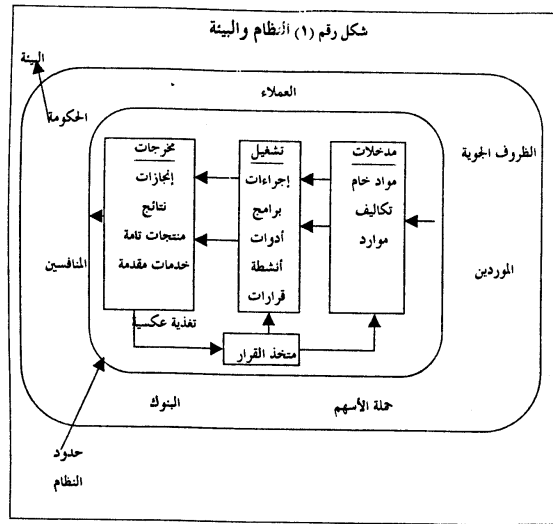 شكل رقم (١) النظام والبيئة
البيئة
العملاء
الحكومة
الظروف الجوية
مدخلات
مواد خام
تكاليف
موارد
تشغيل
إجراءات
برامج
أدوات
أنشطة
قرارات
مخرجات
إنجازات
نتائج
منتجات تامة
خدمات مقدمة
المنافسين
الموردين
تغذية عكسية
متخذ القرار
البنوك
حملة الأسهم
حدود
النظام